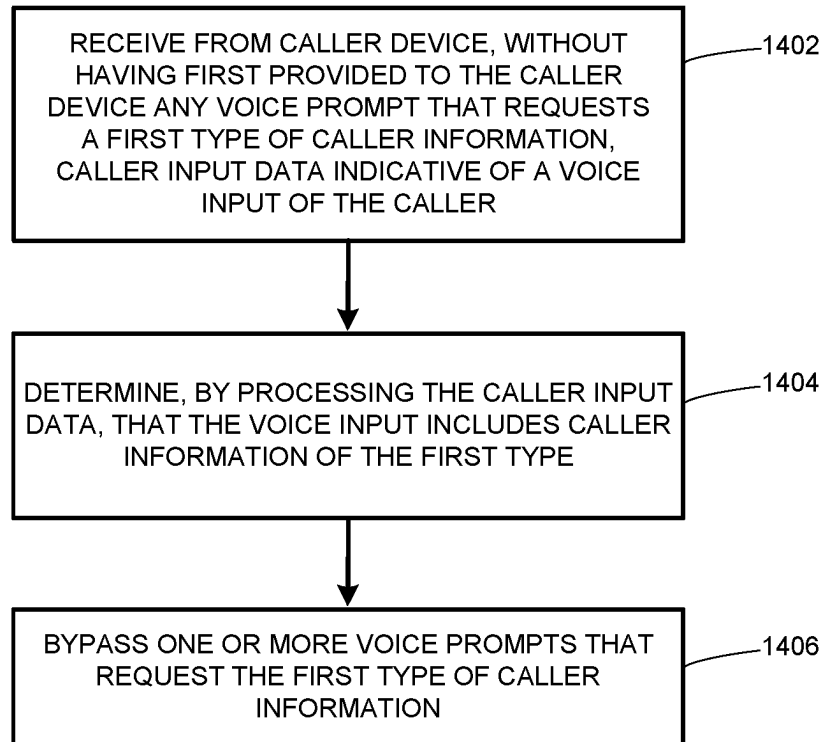 RECEIVE FROM CALLER DEVICE, WITHOUT
HAVING FIRST PROVIDED TO THE CALLER
DEVICE ANY VOICE PROMPT THAT REQUESTS
A FIRST TYPE OF CALLER INFORMATION,
CALLER INPUT DATA INDICATIVE OF A VOICE
INPUT OF THE CALLER
1402
DETERMINE, BY PROCESSING THE CALLER INPUT
DATA, THAT THE VOICE INPUT INCLUDES CALLER
INFORMATION OF THE FIRST TYPE
1404
BYPASS ONE OR MORE VOICE PROMPTS THAT
REQUEST THE FIRST TYPE OF CALLER
INFORMATION
1406